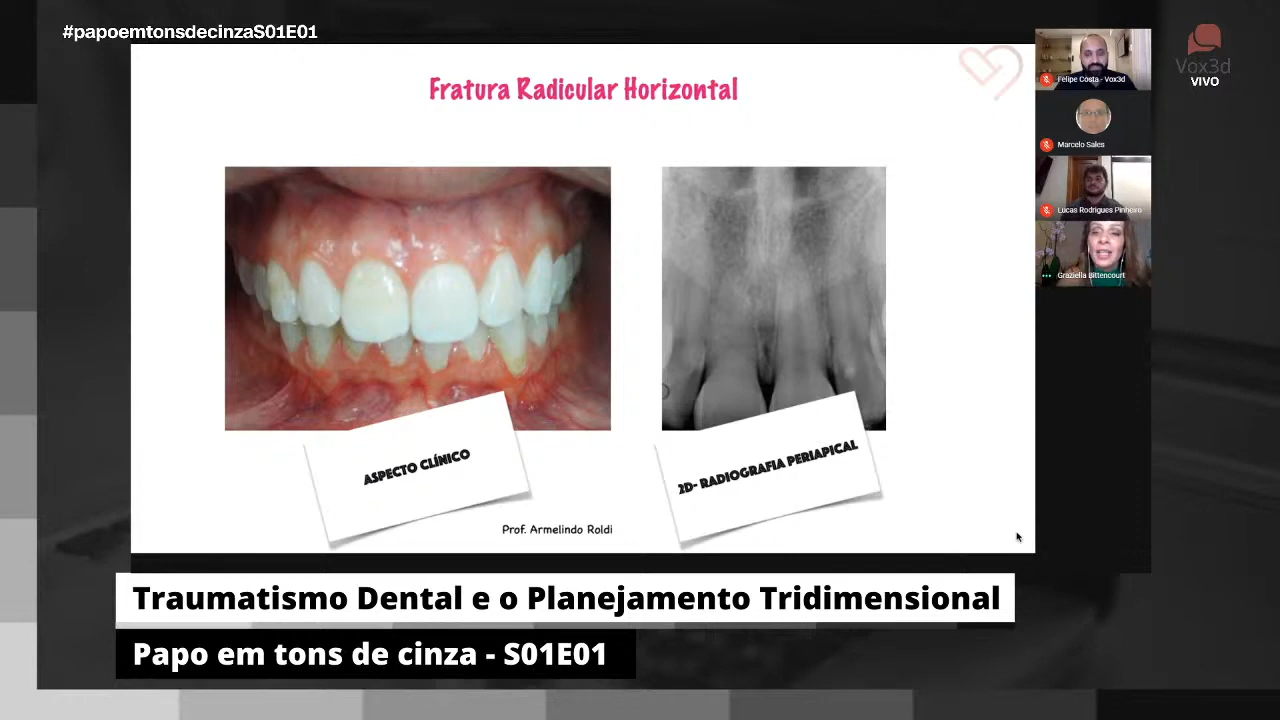 #papoemtonsdecinzaS01E01
Fratura Radicular Horizontal
Vox3d
VIVO
Felipe Costa - Vox3d
Marcelo Sales
Lucas Rodrigues Pinheiro
Graziella Bittencourt
ASPECTO CLÍNICO
2D- RADIOGRAFIA PERIAPICAL
Prof. Armelindo Roldi
Traumatismo Dental e o Planejamento Tridimensional
Papo em tons de cinza - S01E01